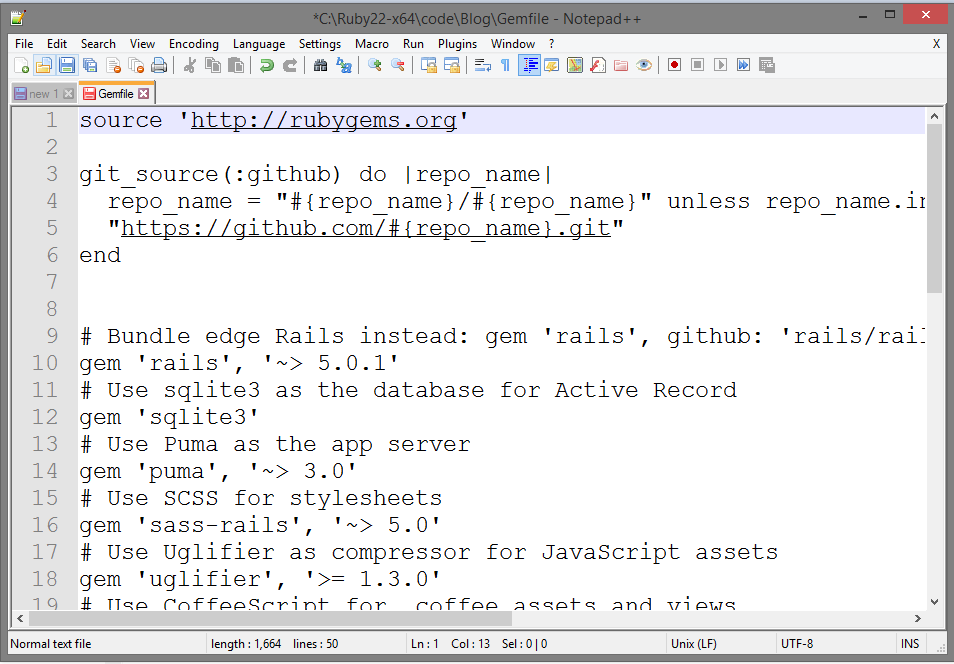 *C:\Ruby22-x64\code\Blog\Gemfile - Notepad++
File Edit Search View Encoding Language Settings Macro Run Plugins Window ? X
new 1 Gemfile
1 source 'http://rubygems.org'
2
3 git_source(:github) do |repo_name|
4 repo_name = "#{repo_name}/#{repo_name}" unless repo_name.in
5 "https://github.com/#{repo_name}.git"
6 end
7
8
9 # Bundle edge Rails instead: gem 'rails', github: 'rails/rail
10 gem 'rails', '~> 5.0.1'
11 # Use sqlite3 as the database for Active Record
12 gem 'sqlite3'
13 # Use Puma as the app server
14 gem 'puma', '~> 3.0'
15 # Use SCSS for stylesheets
16 gem 'sass-rails', '~> 5.0'
17 # Use Uglifier as compressor for JavaScript assets
18 gem 'uglifier', '>= 1.3.0'
19 # Use CoffeeScript for .coffee assets and views
Normal text file length : 1,664 lines : 50 Ln : 1 Col : 13 Sel : 0 | 0 Unix (LF) UTF-8 INS